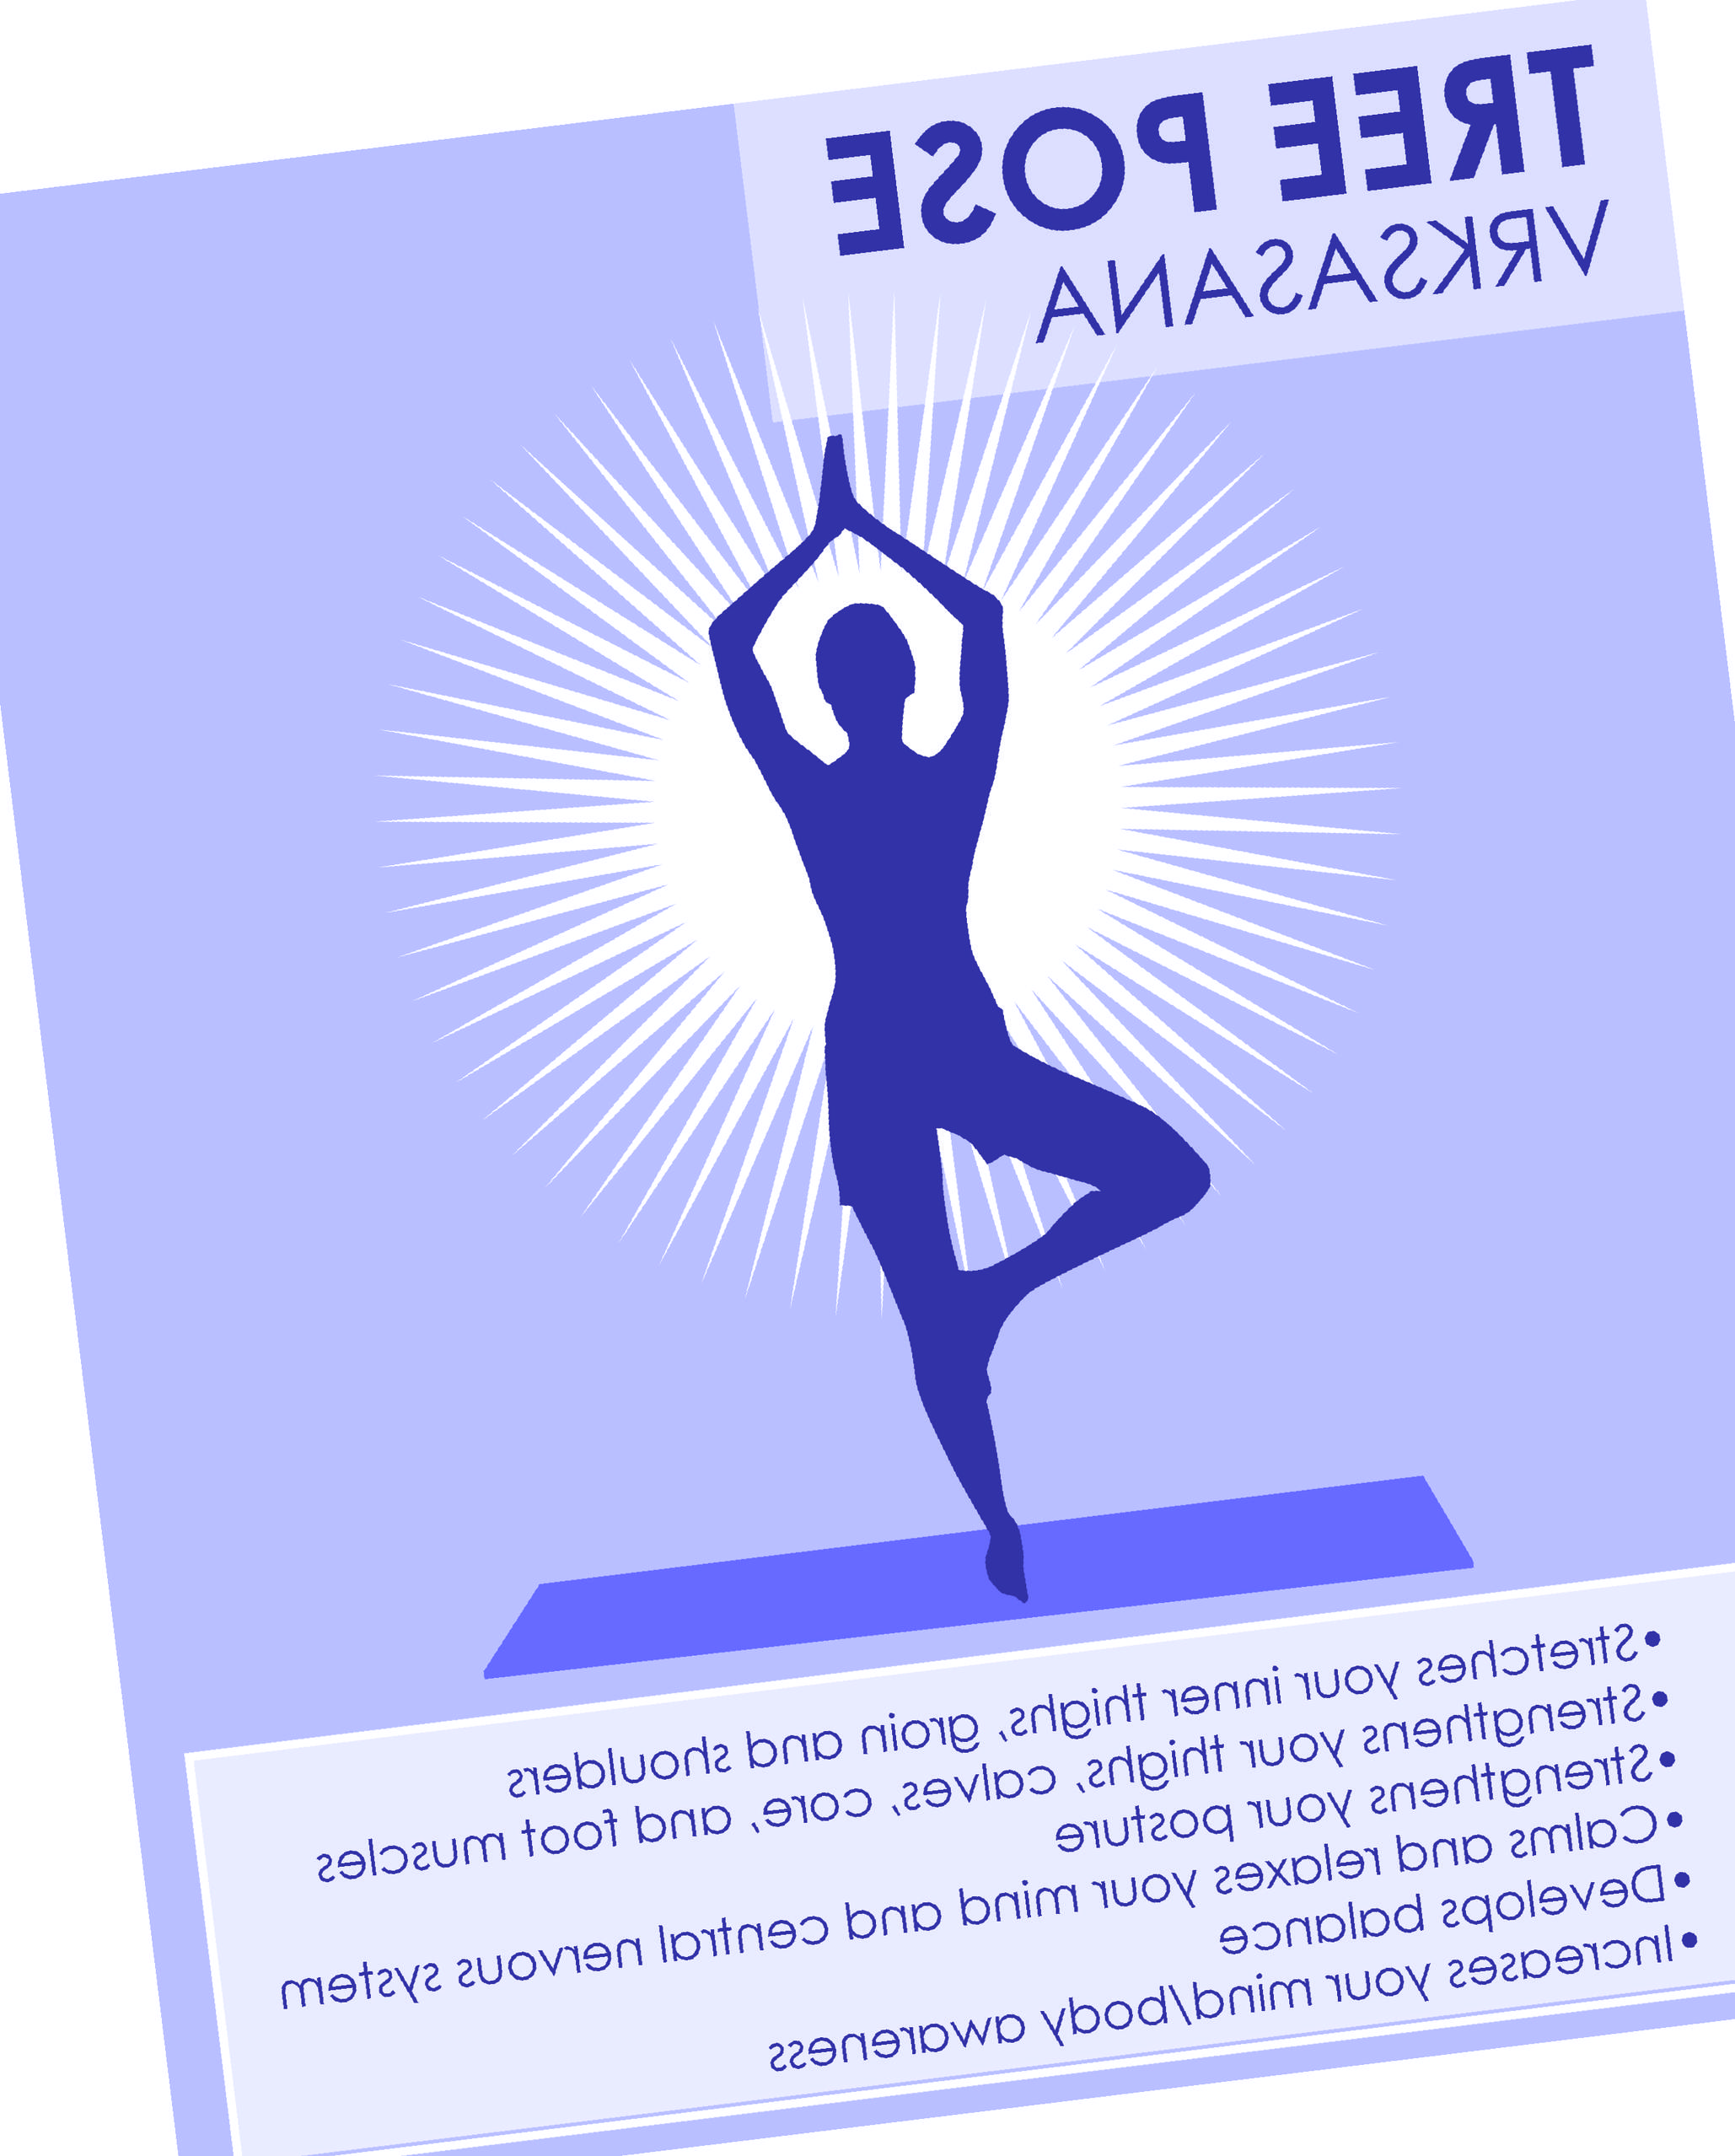 TREE POSE
VRKSASANA
•Stretches your inner thighs, groin and shoulders
•Strengthens your thighs, calves, core, and foot muscles
•Strengthens your posture
•Calms and relaxes your mind and central nervous system
•Develops balance
•Increases your mind/body awareness